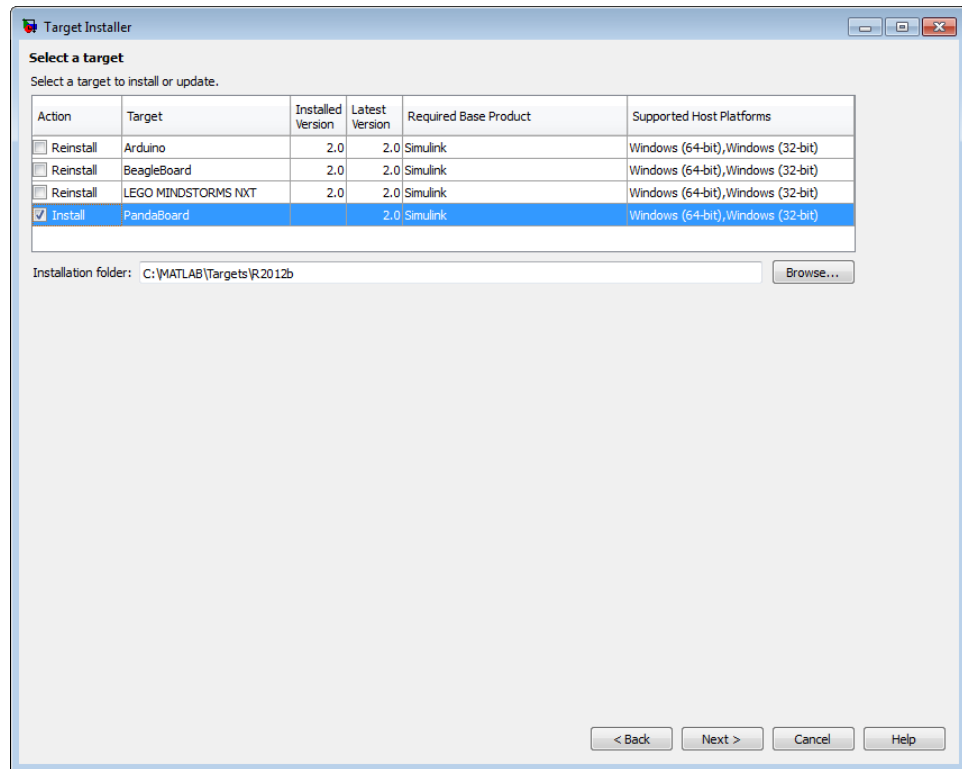 Target Installer
Select a target
Select a target to install or update.
Action Target Installed Version Latest Version Required Base Product Supported Host Platforms
Reinstall Arduino 2.0 2.0 Simulink Windows (64-bit),Windows (32-bit)
Reinstall BeagleBoard 2.0 2.0 Simulink Windows (64-bit),Windows (32-bit)
Reinstall LEGO MINDSTORMS NXT 2.0 2.0 Simulink Windows (64-bit),Windows (32-bit)
Install PandaBoard 2.0 Simulink Windows (64-bit),Windows (32-bit)
Installation folder: C:\MATLAB\Targets\R2012b Browse...
< Back Next > Cancel Help